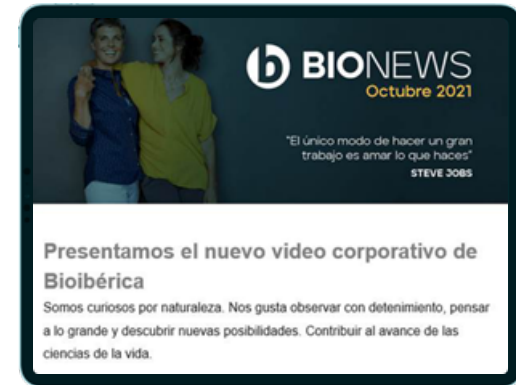 BIONEWS
Octubre 2021
"El único modo de hacer un gran
trabajo es amar lo que haces"
STEVE JOBS
Presentamos el nuevo video corporativo de
Bioibérica
Somos curiosos por naturaleza. Nos gusta observar con detenimiento, pensar
a lo grande y descubrir nuevas posibilidades. Contribuir al avance de las
ciencias de la vida.